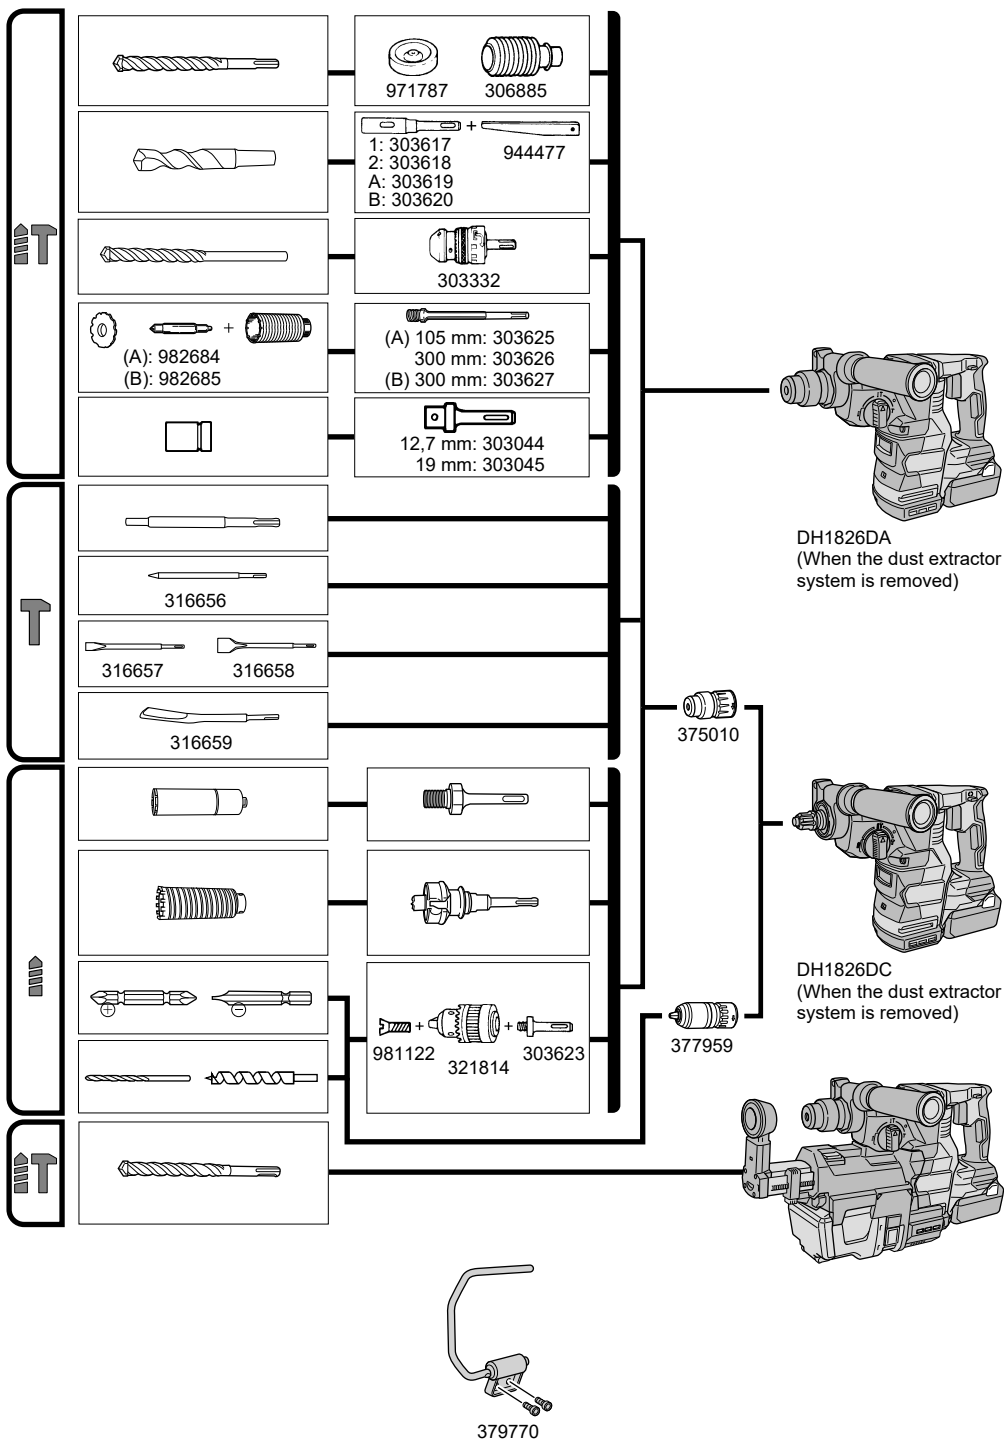 971787 306885
1: 303617
2: 303618
A: 303619
B: 303620
+
944477
303332
+
(A): 982684
(B): 982685
(A) 105 mm: 303625
300 mm: 303626
(B) 300 mm: 303627
12,7 mm: 303044
19 mm: 303045
DH1826DA
(When the dust extractor
system is removed)
316656
316657 316658
316659
375010
DH1826DC
(When the dust extractor
system is removed)
+ +
981122 321814 303623
377959
379770